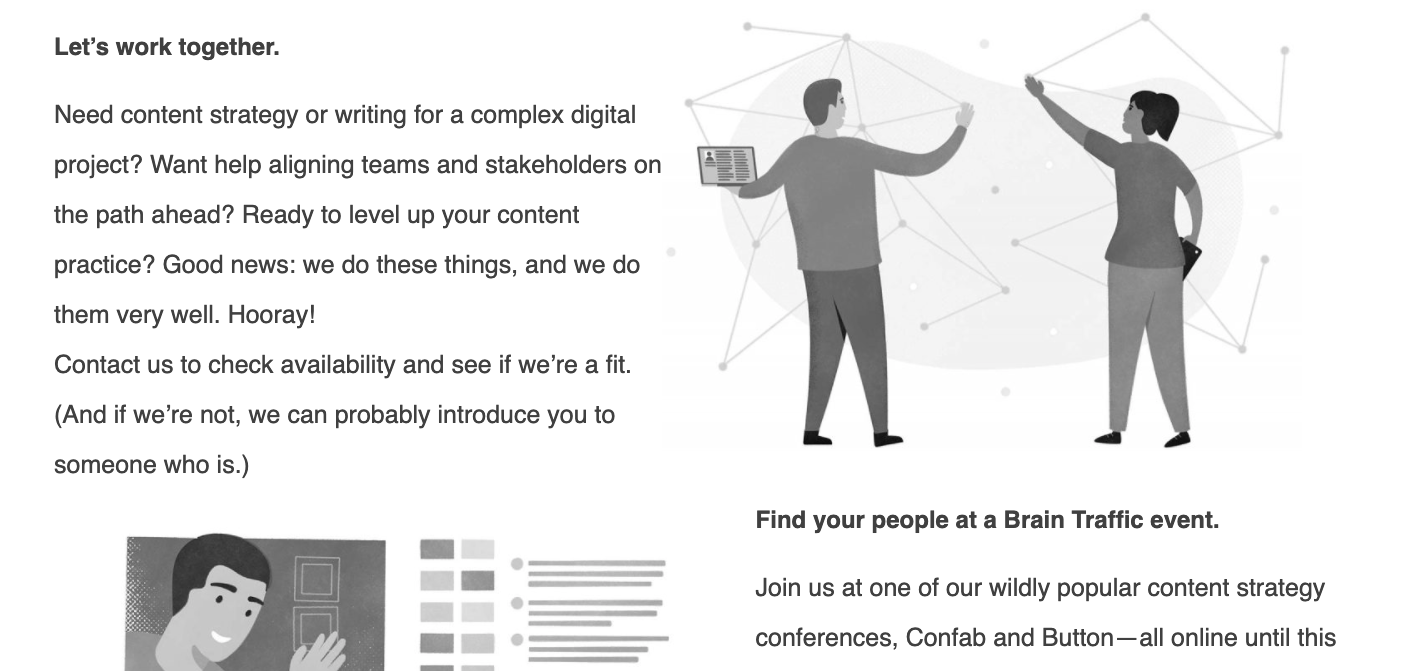 Let’s work together.
Need content strategy or writing for a complex digital
project? Want help aligning teams and stakeholders on
the path ahead? Ready to level up your content
practice? Good news: we do these things, and we do
them very well. Hooray!
Contact us to check availability and see if we’re a fit.
(And if we’re not, we can probably introduce you to
someone who is.)
Find your people at a Brain Traffic event.
Join us at one of our wildly popular content strategy
conferences, Confab and Button—all online until this